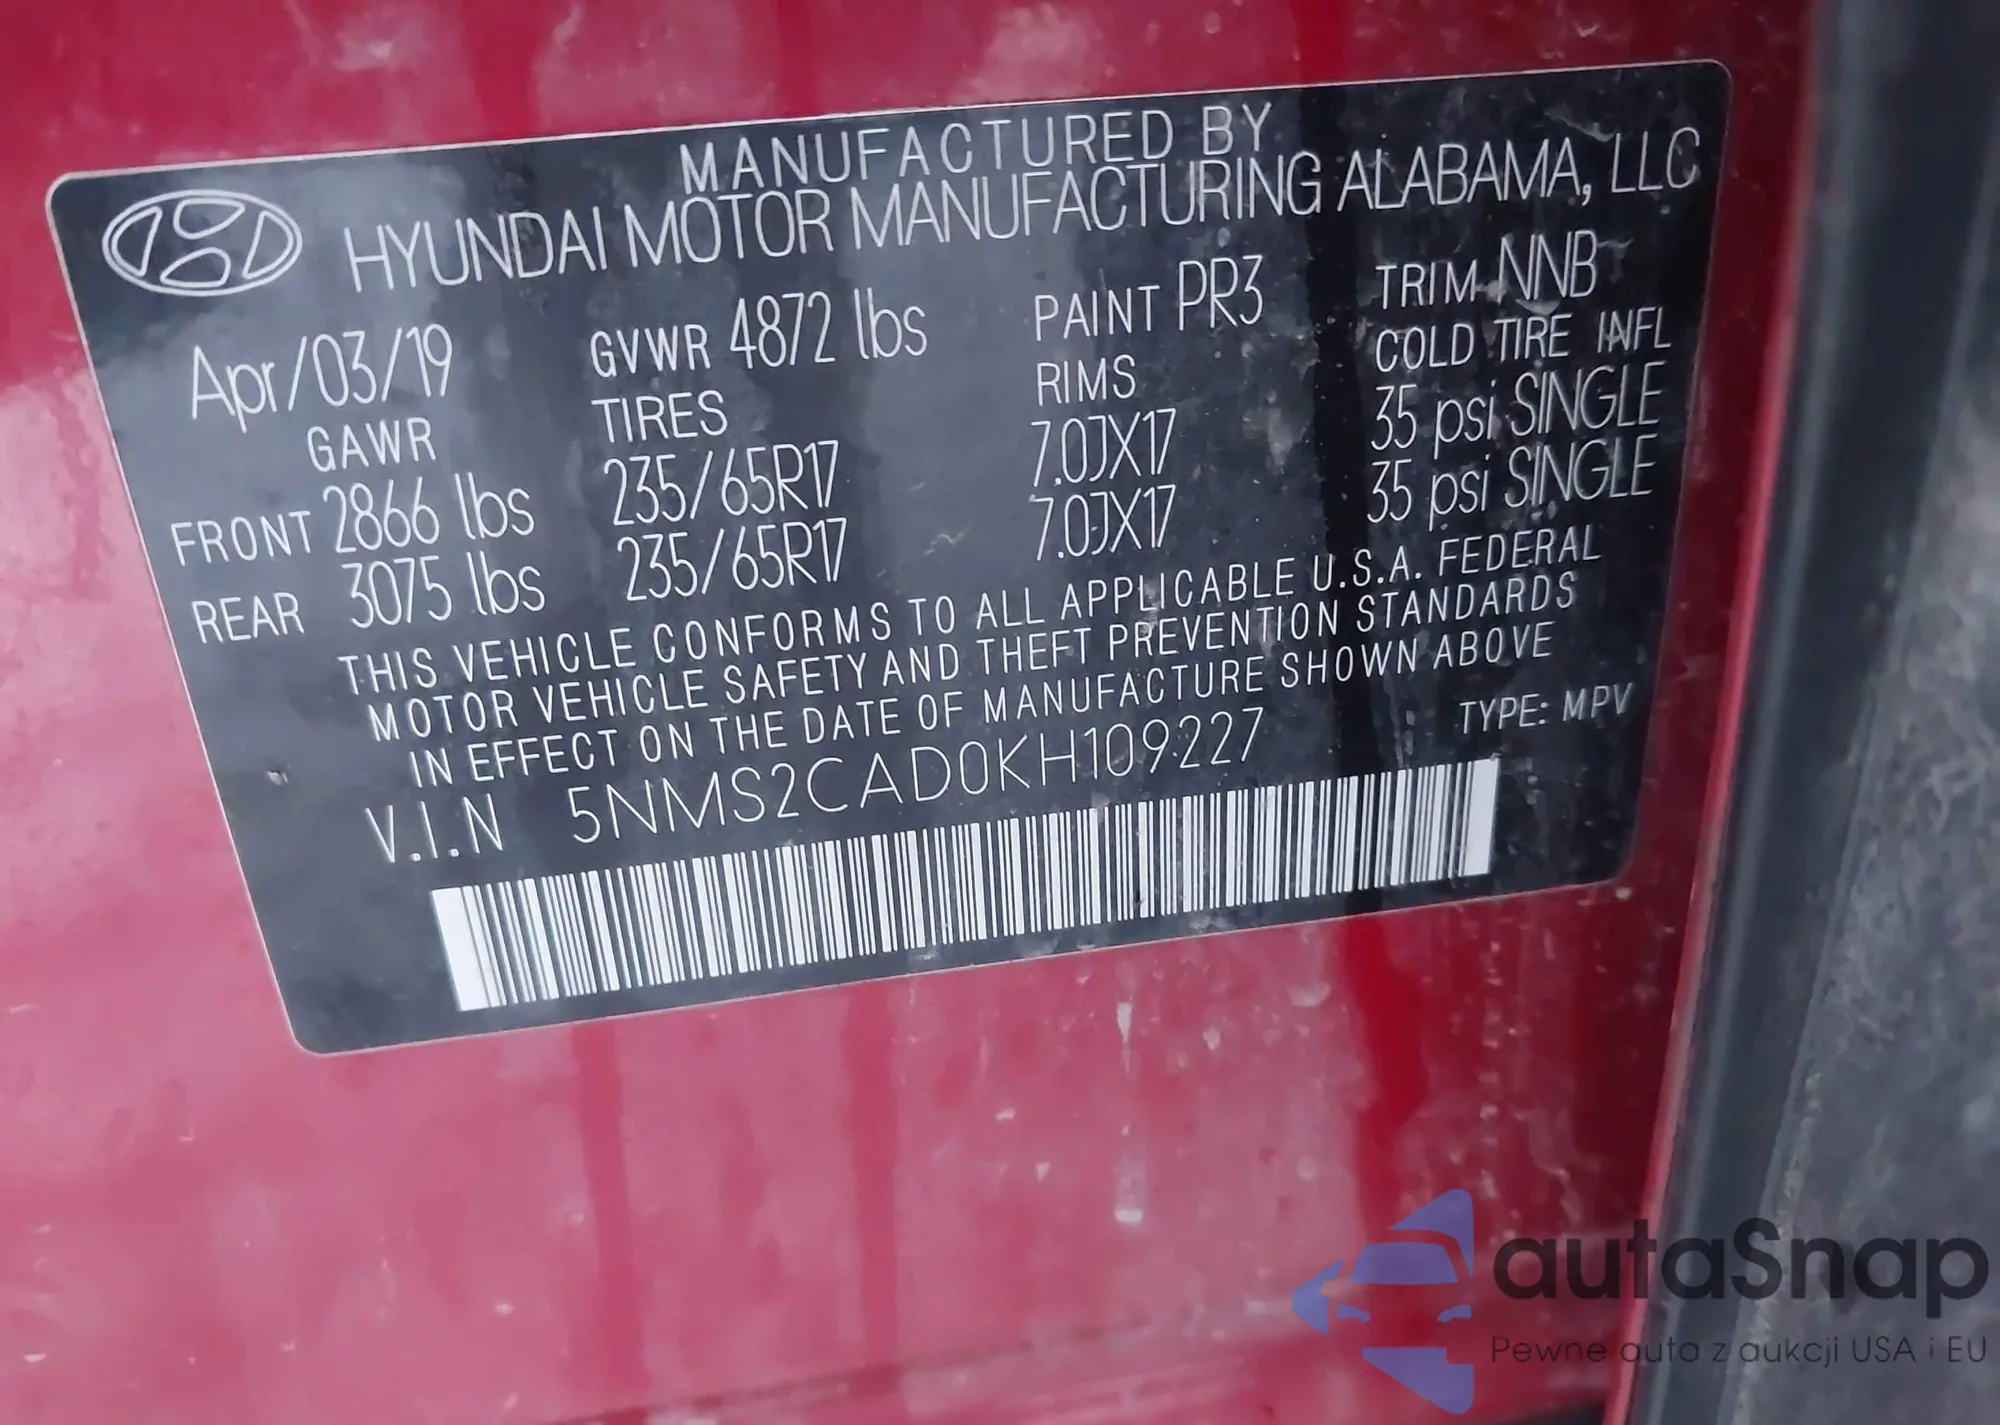 MANUFACTURED BY
HYUNDAI MOTOR MANUFACTURING ALABAMA, LLC
Apr/03/19 GVWR 4872 lbs PAINT PR3 TRIM NNB
GAWR TIRES RIMS COLD TIRE INFL
FRONT 2866 lbs 235/65R17 7.0JX17 35 psi SINGLE
REAR 3075 lbs 235/65R17 7.0JX17 35 psi SINGLE
THIS VEHICLE CONFORMS TO ALL APPLICABLE U.S.A. FEDERAL
MOTOR VEHICLE SAFETY AND THEFT PREVENTION STANDARDS
IN EFFECT ON THE DATE OF MANUFACTURE SHOWN ABOVE
V.I.N 5NMS2CAD0KH109227 TYPE: MPV
autaSnap
Pewne auta z aukcji USA i EU